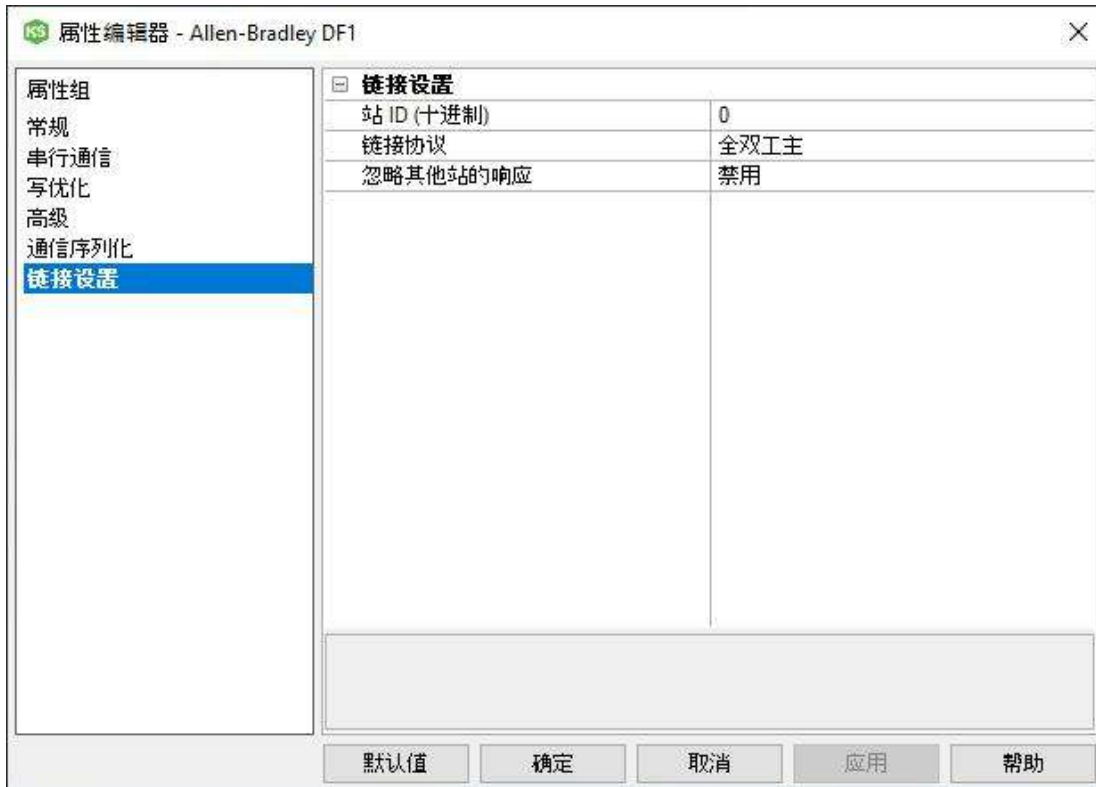 KS 属性编辑器 - Allen-Bradley DF1
属性组
常规
串行通信
写优化
高级
通信序列化
链接设置
链接设置
站 ID (十进制) 0
链接协议 全双工主
忽略其他站的响应 禁用
默认值 确定 取消 应用 帮助